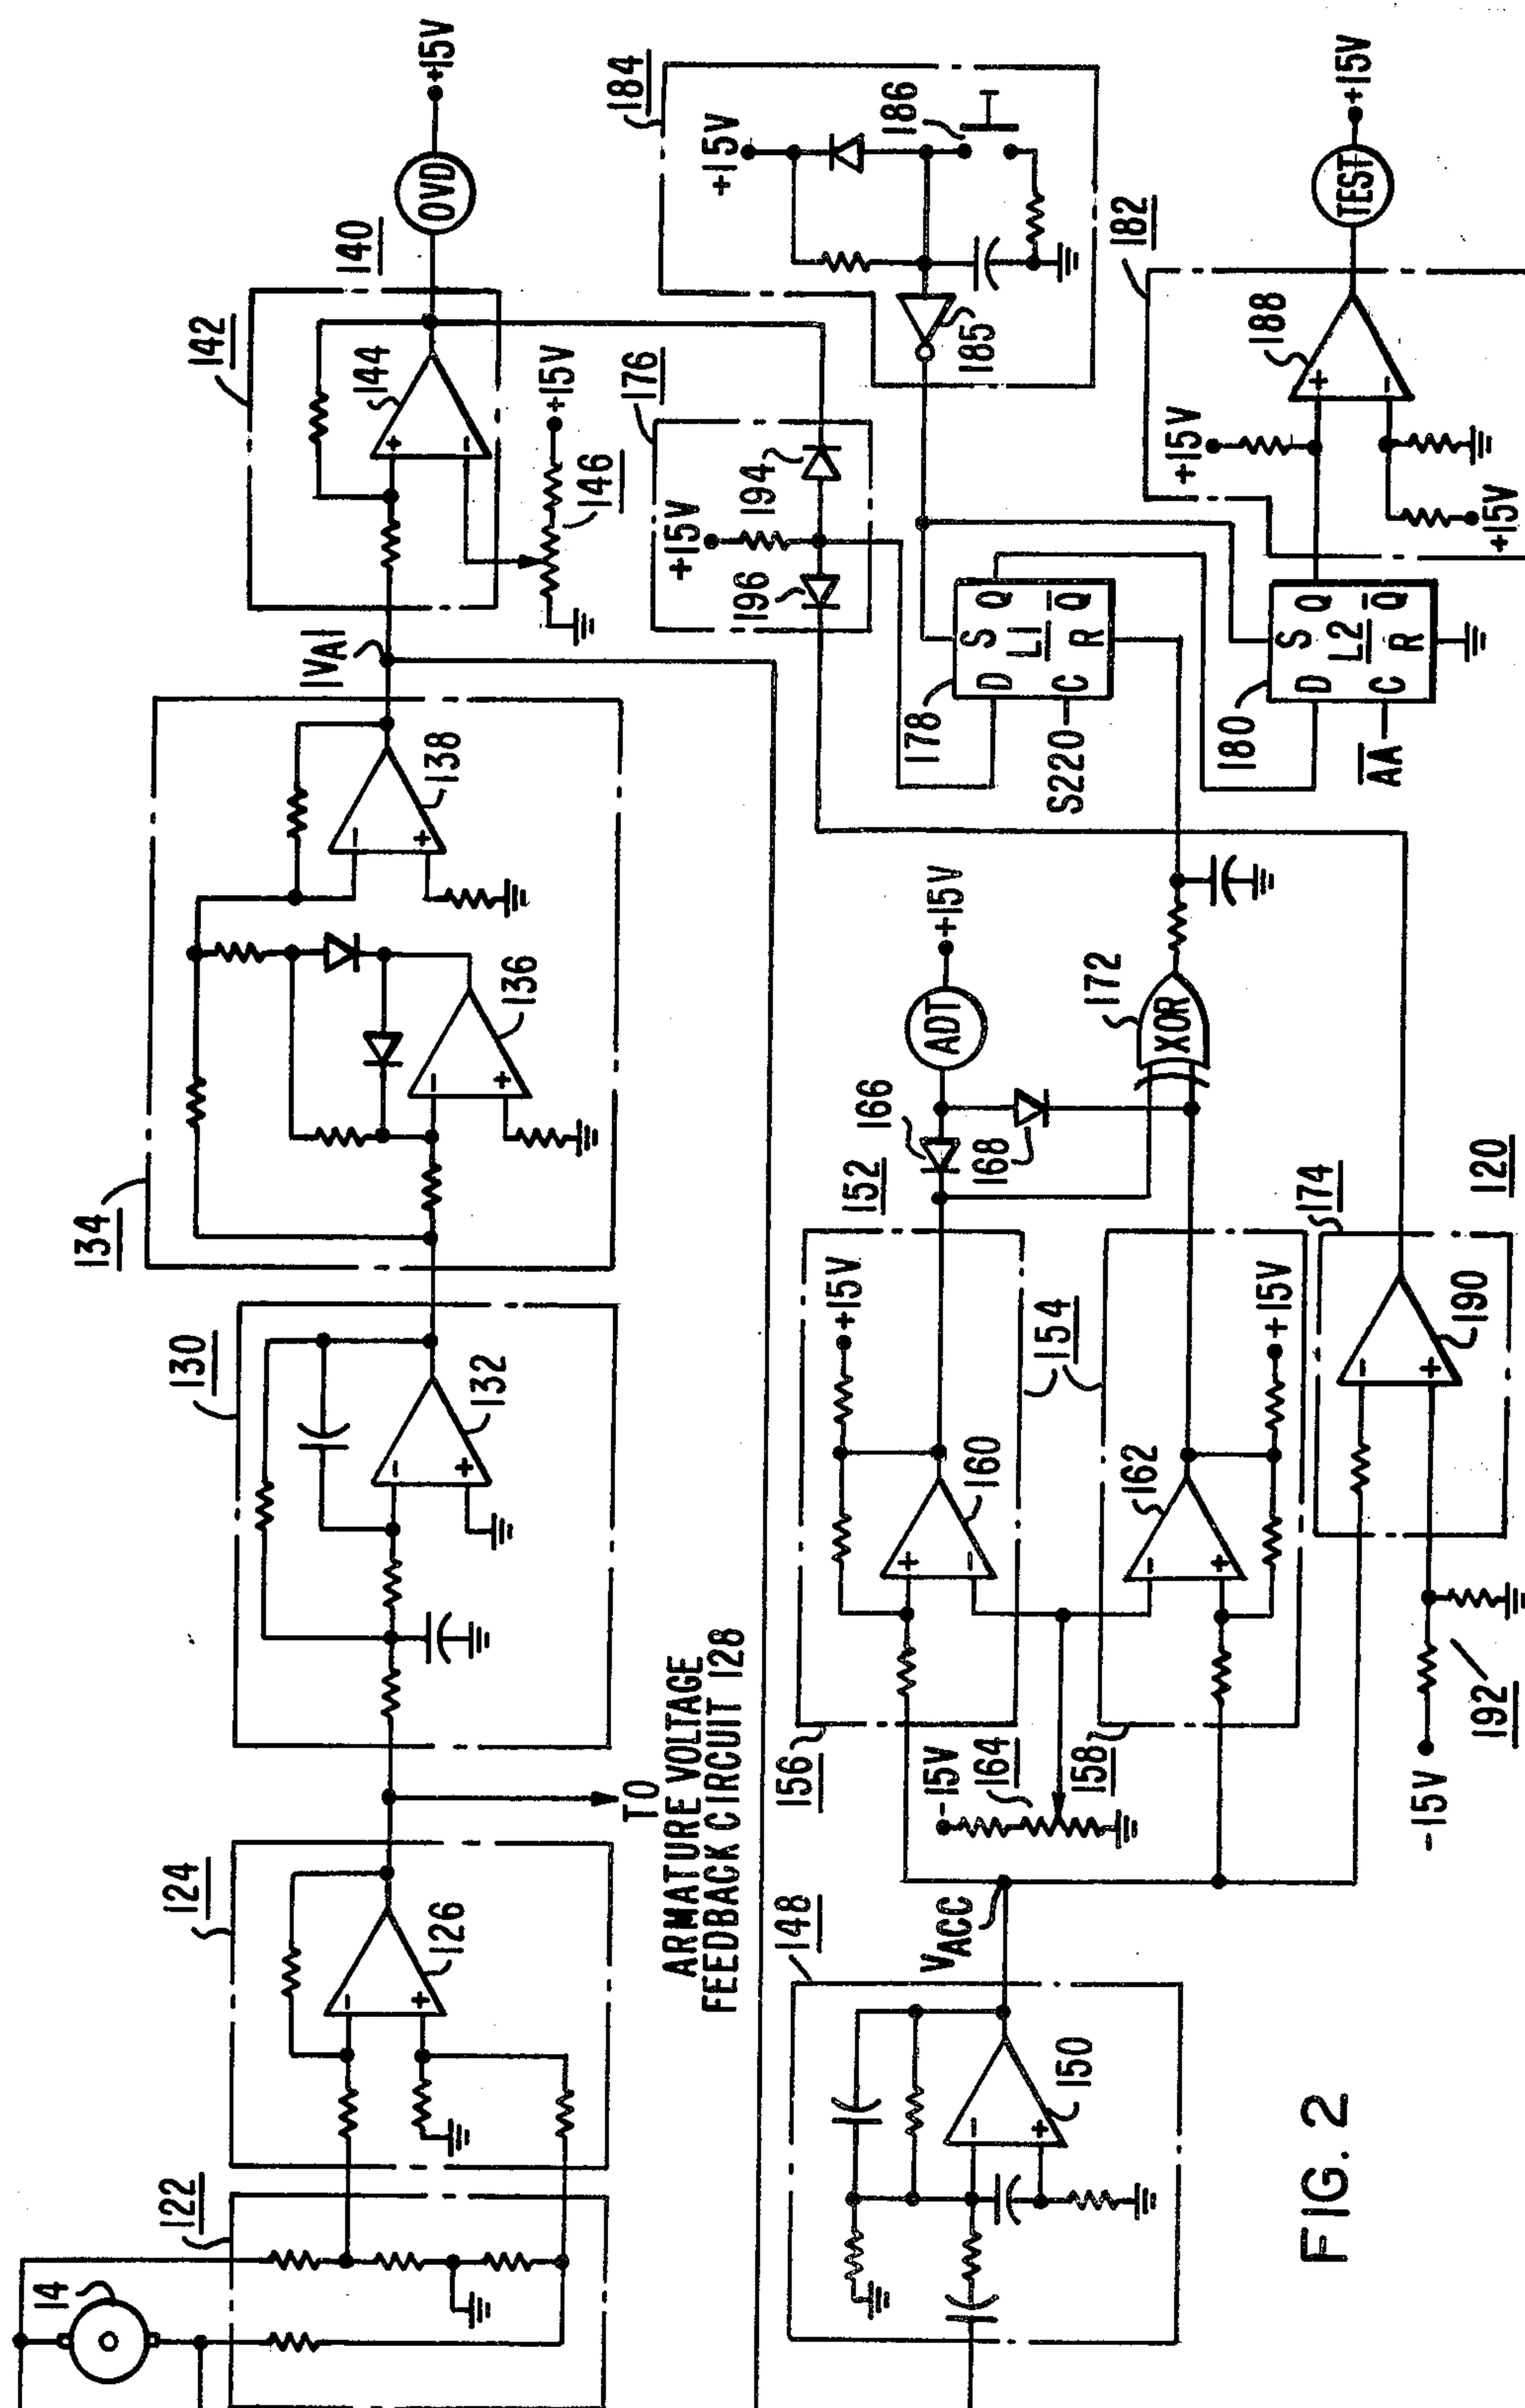 14
122
124
126
TO
ARMATURE VOLTAGE
FEEDBACK CIRCUIT 128
130
132
134
136
138
|VA|
142
144
140
OVD
+15V
+15V
146
148
150
VACC
-15V
164
156
158
160
162
+15V
+15V
154
152
166
168
ADT
+15V
172
XOR
174
190
-15V
192
120
176
+15V
194
196
184
+15V
186
185
178
D S Q
L1
C R Q
S220
180
D S Q
L2
C R Q
AA
182
+15V
+15V
188
TEST
+15V
+
-
+
-
+
-
+
-
+
-
+
-
+
-
+
-
+
-
+
-
FIG. 2